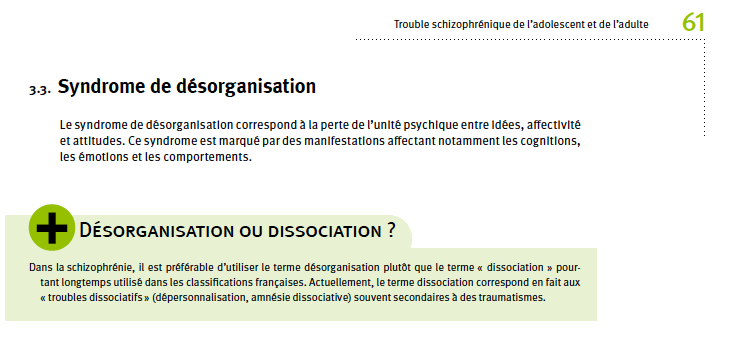 Trouble schizophrénique de l'adolescent et de l'adulte 61
3.3. Syndrome de désorganisation
Le syndrome de désorganisation correspond à la perte de l'unité psychique entre idées, affectivité
et attitudes. Ce syndrome est marqué par des manifestations affectant notamment les cognitions,
les émotions et les comportements.
Désorganisation ou dissociation ?
Dans la schizophrénie, il est préférable d'utiliser le terme désorganisation plutôt que le terme « dissociation » pour-
tant longtemps utilisé dans les classifications françaises. Actuellement, le terme dissociation correspond en fait aux
« troubles dissociatifs » (dépersonnalisation, amnésie dissociative) souvent secondaires à des traumatismes.